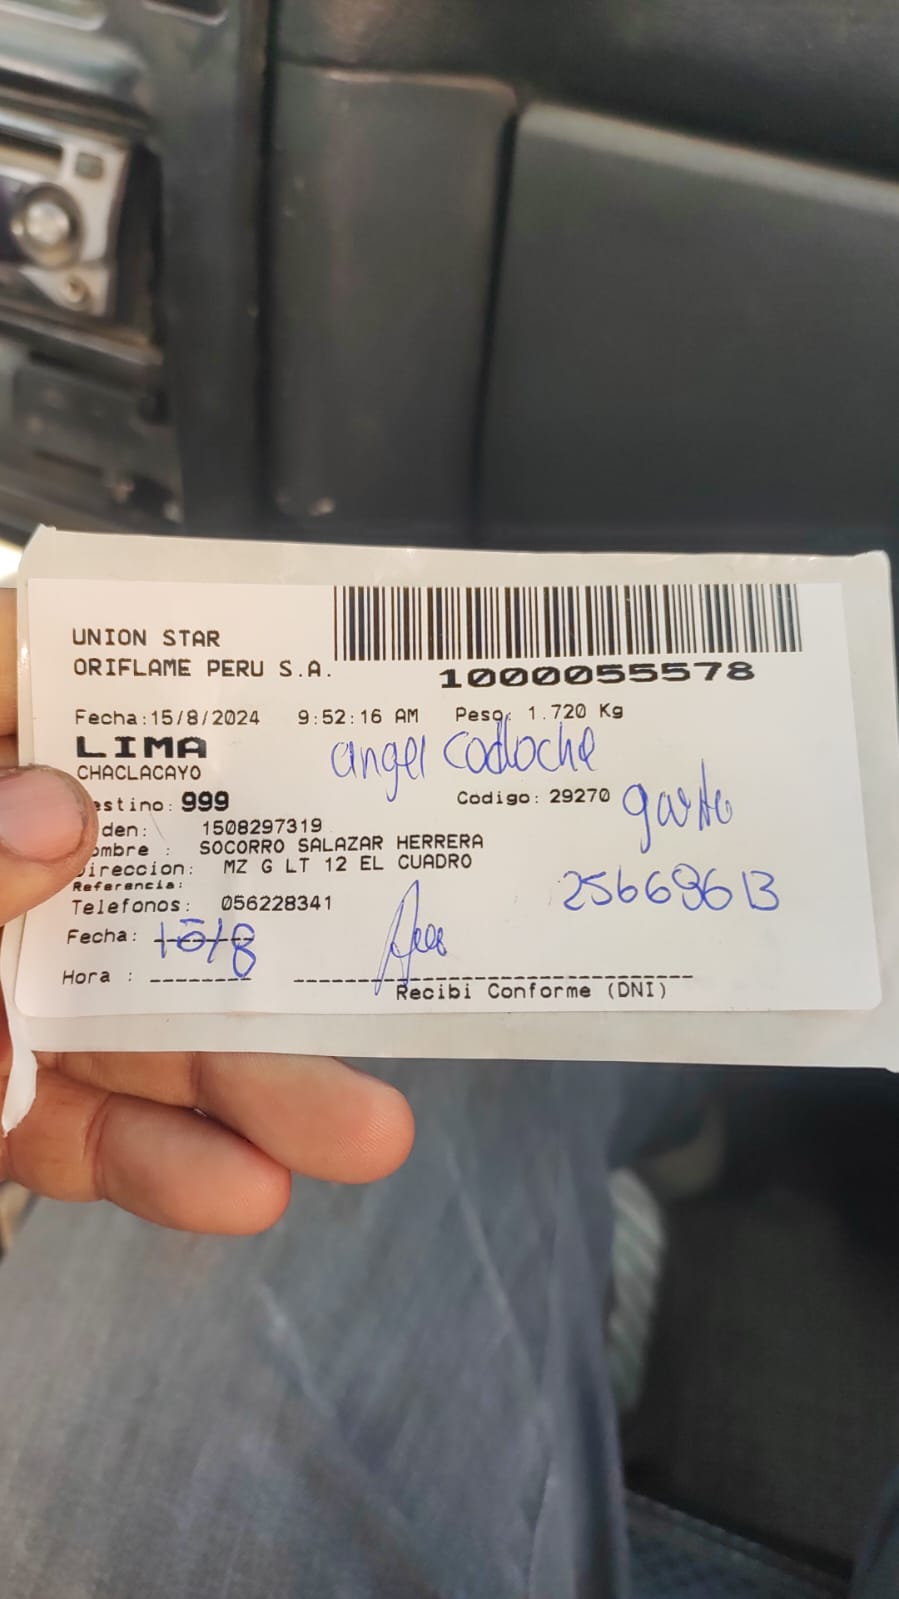 UNION STAR
ORIFLAME PERU S.A.
1000055578
Fecha:15/8/2024 9:52:16 AM Peso: 1.720 Kg
LIMA
CHACLACAYO
angel
estino: 999 Codigo: 29270
den: 1508297319
ombre : SOCORRO SALAZAR HERRERA
Direccion: MZ G LT 12 EL CUADRO
Referencia:
Telefonos: 056228341 25669613
Fecha: 15/8
Hora :
Recibi Conforme (DNI)